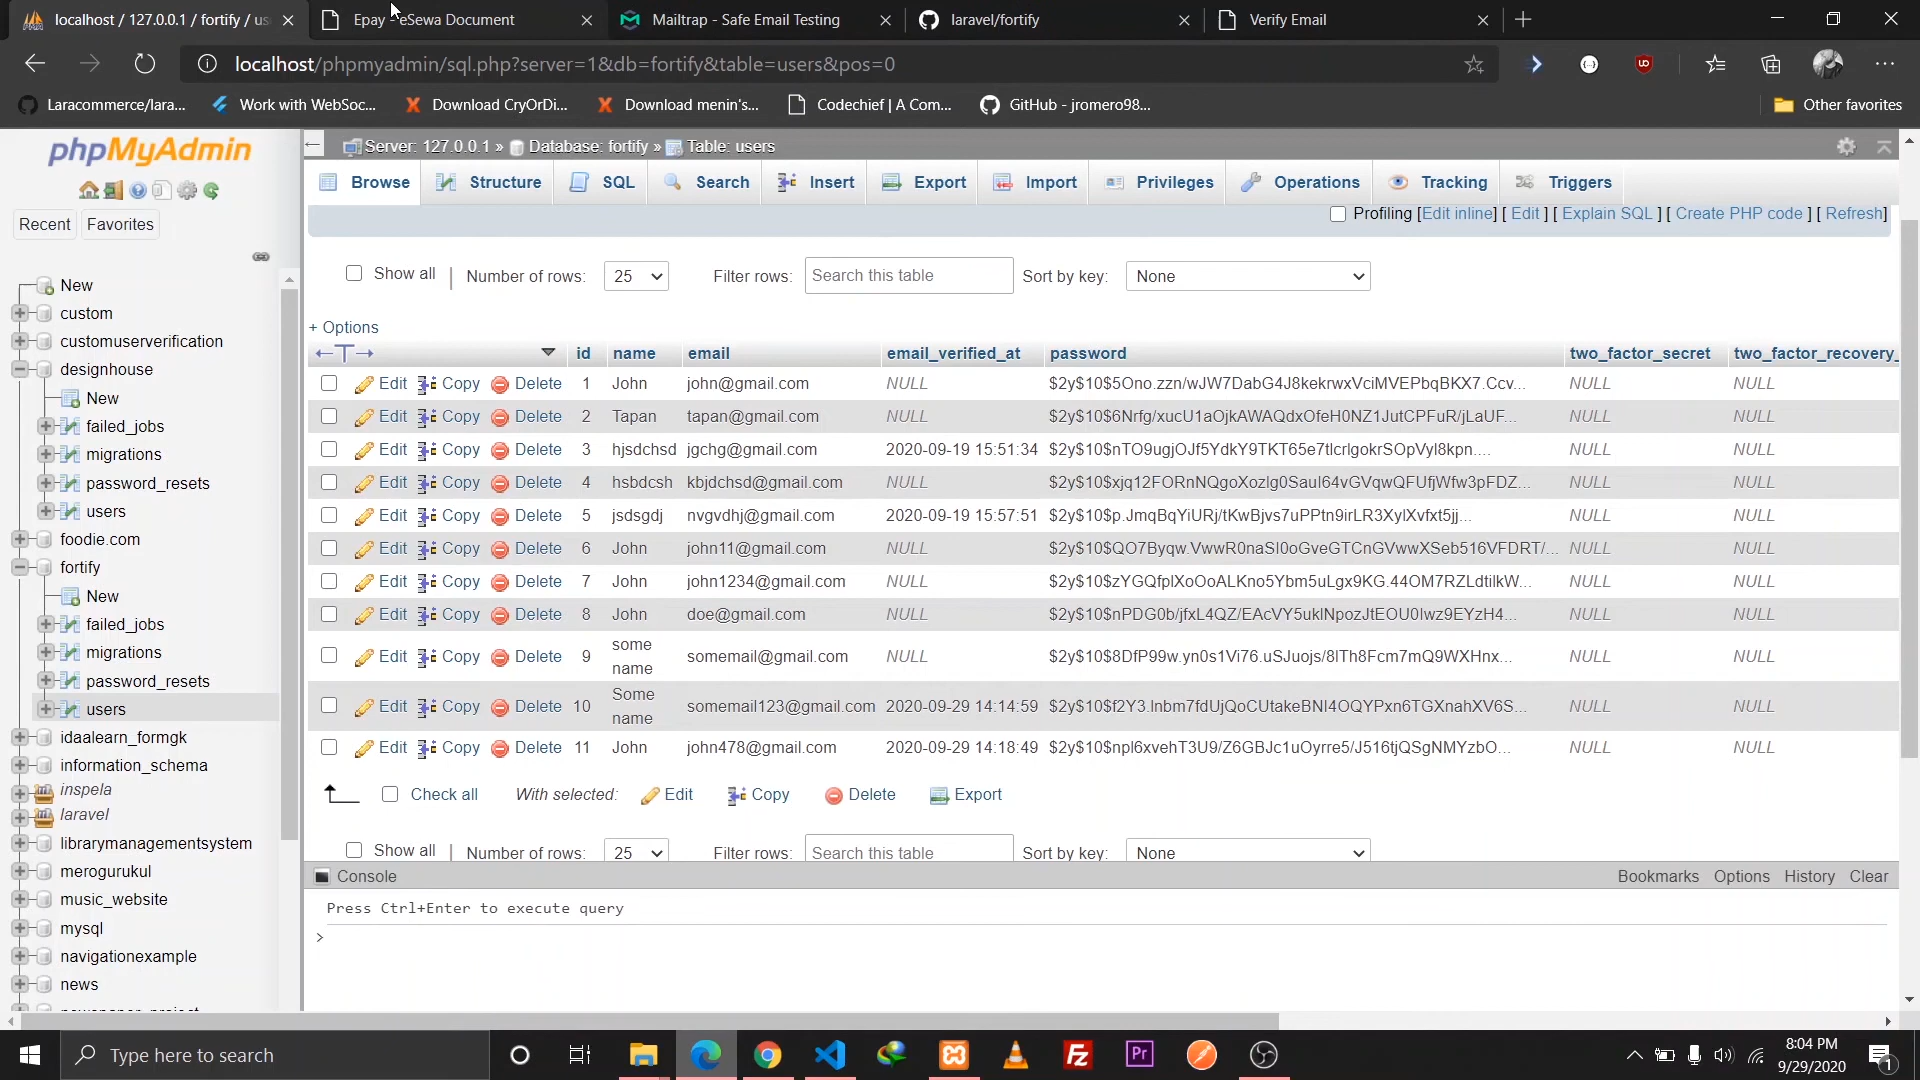 localhost / 127.0.0.1 / fortify / us
Epay - eSewa Document
Mailtrap - Safe Email Testing
laravel/fortify
Verify Email
localhost/phpmyadmin/sql.php?server=1&db=fortify&table=users&pos=0
Laracommerce/lara...
Work with WebSoc...
Download CryOrDi...
Download menin's...
Codechief | A Com...
GitHub - jromero98...
Other favorites
phpMyAdmin
Server: 127.0.0.1 » Database: fortify » Table: users
Browse Structure SQL Search Insert Export Import Privileges Operations Tracking Triggers
Profiling [Edit inline] [ Edit ] [ Explain SQL ] [ Create PHP code ] [ Refresh]
Recent Favorites
Show all | Number of rows: 25 Filter rows: Search this table Sort by key: None
+ Options
id name email email_verified_at password two_factor_secret two_factor_recovery_
Edit Copy Delete 1 John john@gmail.com NULL $2y$10$5Ono.zzn/wJW7DabG4J8kekrwxVciMVEPbqBKX7.Ccv... NULL NULL
Edit Copy Delete 2 Tapan tapan@gmail.com NULL $2y$10$6Nrfg/xucU1aOjkAWAQdxOfeH0NZ1JutCPFuR/jLaUF... NULL NULL
Edit Copy Delete 3 hjsdchsd jgchg@gmail.com 2020-09-19 15:51:34 $2y$10$nTO9ugjOJf5YdkY9TKT65e7tlcrlgokrSOpVyl8kpn.... NULL NULL
Edit Copy Delete 4 hsbdcsh kbjdchsd@gmail.com NULL $2y$10$xjq12FORnNQgoXozlg0Saul64vGVqwQFUfjWfw3pFDZ... NULL NULL
Edit Copy Delete 5 jsdsgdj nvgvdhj@gmail.com 2020-09-19 15:57:51 $2y$10$p.JmqBqYiURj/tKwBjvs7uPPtn9irLR3XylXvfxt5jj... NULL NULL
Edit Copy Delete 6 John john11@gmail.com NULL $2y$10$QO7Byqw.VwwR0naSI0oGveGTCnGVwwXSeb516VFDRT/... NULL NULL
Edit Copy Delete 7 John john1234@gmail.com NULL $2y$10$zYGQfplXoOoALKno5Ybm5uLgx9KG.44OM7RZLdtilkW... NULL NULL
Edit Copy Delete 8 John doe@gmail.com NULL $2y$10$nPDG0b/jfxL4QZ/EAcVY5uklNpozJtEOU0Iwz9EYzH4... NULL NULL
Edit Copy Delete 9 some name somemail@gmail.com NULL $2y$10$8DfP99w.yn0s1Vi76.uSJuojs/8lTh8Fcm7mQ9WXHnx... NULL NULL
Edit Copy Delete 10 Some name somemail123@gmail.com 2020-09-29 14:14:59 $2y$10$f2Y3.lnbm7fdUjQoCUtakeBNl4OQYPxn6TGXnahXV6S... NULL NULL
Edit Copy Delete 11 John john478@gmail.com 2020-09-29 14:18:49 $2y$10$npl6xvehT3U9/Z6GBJc1uOyrre5/J516tjQSgNMYzbO... NULL NULL
Check all With selected: Edit Copy Delete Export
Show all | Number of rows: 25 Filter rows: Search this table Sort by key: None
Console
Bookmarks Options History Clear
Press Ctrl+Enter to execute query
>
New
custom
customuserverification
designhouse
New
failed_jobs
migrations
password_resets
users
foodie.com
fortify
New
failed_jobs
migrations
password_resets
users
idaalearn_formgk
information_schema
inspela
laravel
librarymanagementsystem
merogurukul
music_website
mysql
navigationexample
news
Type here to search
8:04 PM
9/29/2020
1